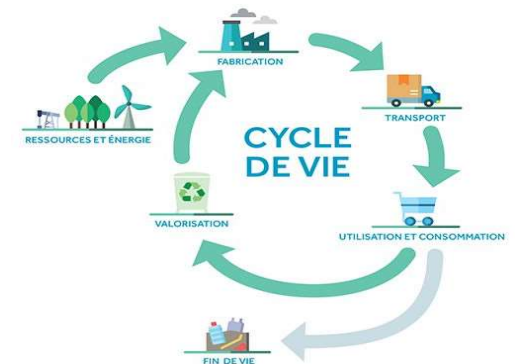 FABRICATION
TRANSPORT
RESSOURCES ET ÉNERGIE
CYCLE
DE VIE
VALORISATION
UTILISATION ET CONSOMMATION
FIN DE VIE